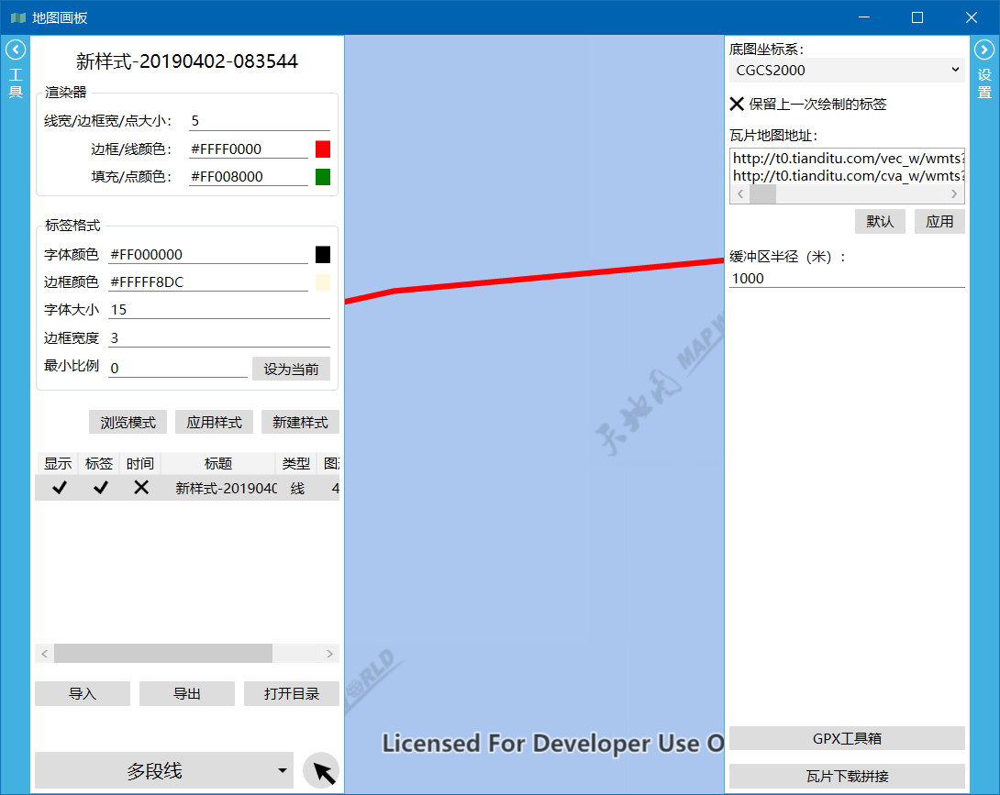 地图画板
工具
新样式-20190402-083544
渲染器
线宽/边框宽/点大小： 5
边框/线颜色： #FFFF0000
填充/点颜色： #FF008000
标签格式
字体颜色 #FF000000
边框颜色 #FFFFF8DC
字体大小 15
边框宽度 3
最小比例 0 设为当前
浏览模式 应用样式 新建样式
显示 标签 时间 标题 类型 图
新样式-2019040 线 4
导入 导出 打开目录
多段线
天地图 MAP W
WORLD
Licensed For Developer Use O
底图坐标系：
CGCS2000
保留上一次绘制的标签
瓦片地图地址：
http://t0.tianditu.com/vec_w/wmts?
http://t0.tianditu.com/cva_w/wmts?
默认 应用
缓冲区半径（米）：
1000
GPX工具箱
瓦片下载拼接
设置